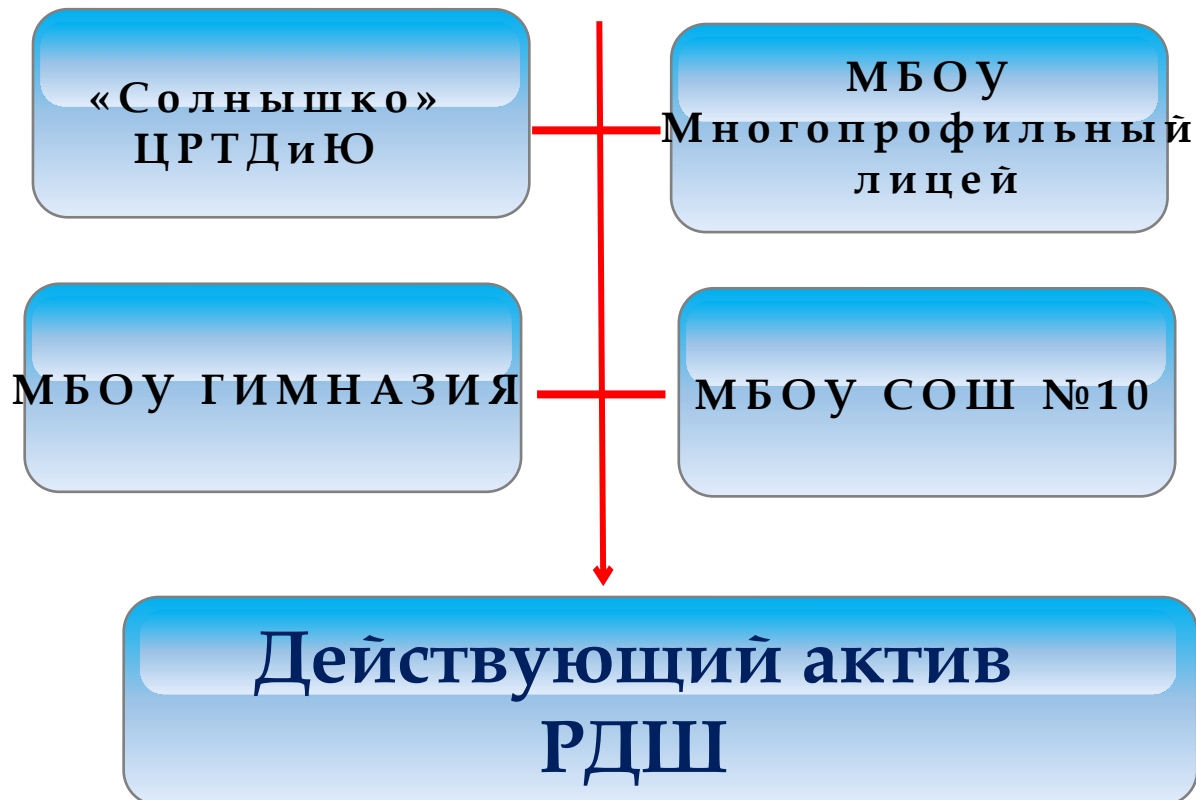 «Солнышко»
ЦРТДиЮ
МБОУ
Многопрофильный
лицей
МБОУ ГИМНАЗИЯ
МБОУ СОШ №10
Действующий актив
РДШ